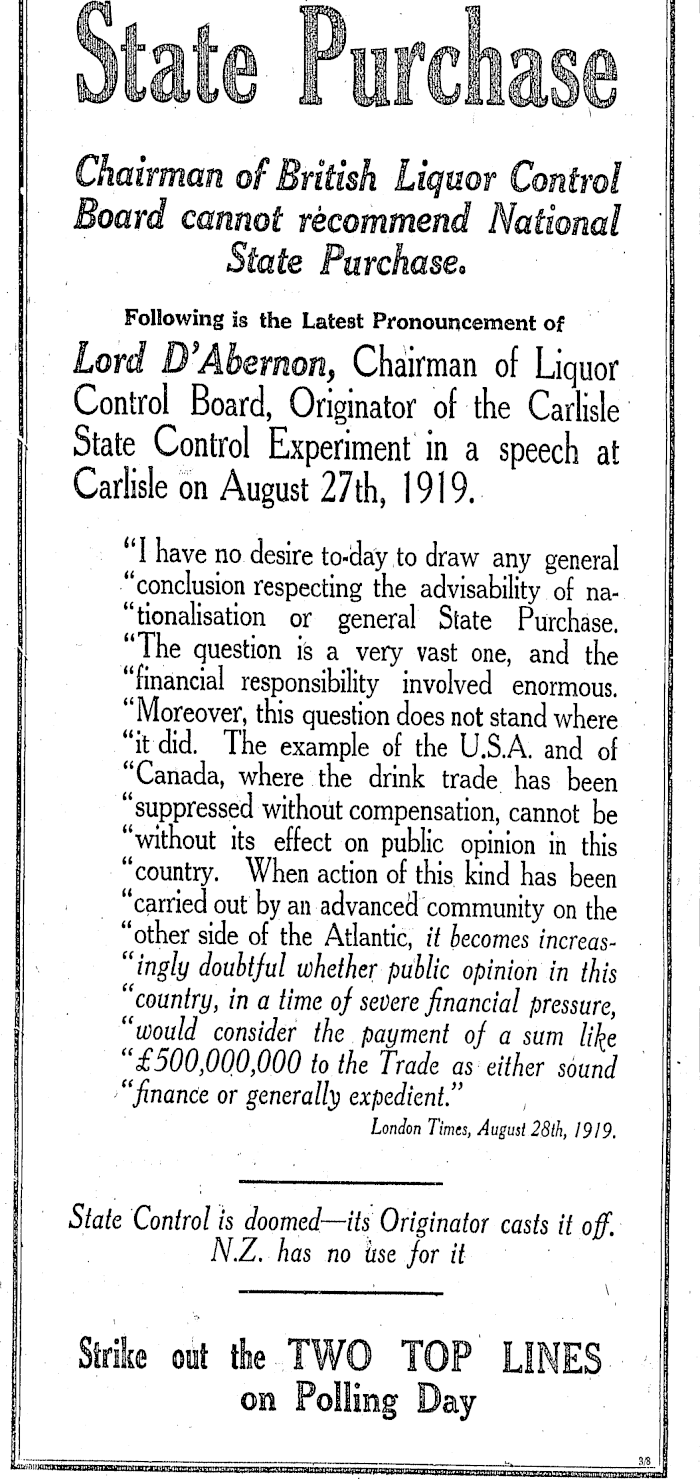 State Purchase
Chairman of British Liquor Control
Board cannot recommend National
State Purchase.
Following is the Latest Pronouncement of
Lord D'Abernon, Chairman of Liquor
Control Board, Originator of the Carlisle
State Control Experiment in a speech at
Carlisle on August 27th, 1919.
"I have no desire to-day to draw any general
"conclusion respecting the advisability of na-
"tionalisation or general State Purchase.
"The question is a very vast one, and the
"financial responsibility involved enormous.
"Moreover, this question does not stand where
"it did. The example of the U.S.A. and of
"Canada, where the drink trade has been
"suppressed without compensation, cannot be
"without its effect on public opinion in this
"country. When action of this kind has been
"carried out by an advanced community on the
"other side of the Atlantic, it becomes increas-
"ingly doubtful whether public opinion in this
"country, in a time of severe financial pressure,
"would consider the payment of a sum like
"£500,000,000 to the Trade as either sound
"finance or generally expedient."
London Times, August 28th, 1919.
State Control is doomed—its Originator casts it off.
N.Z. has no use for it
Strike out the TWO TOP LINES
on Polling Day
3/8